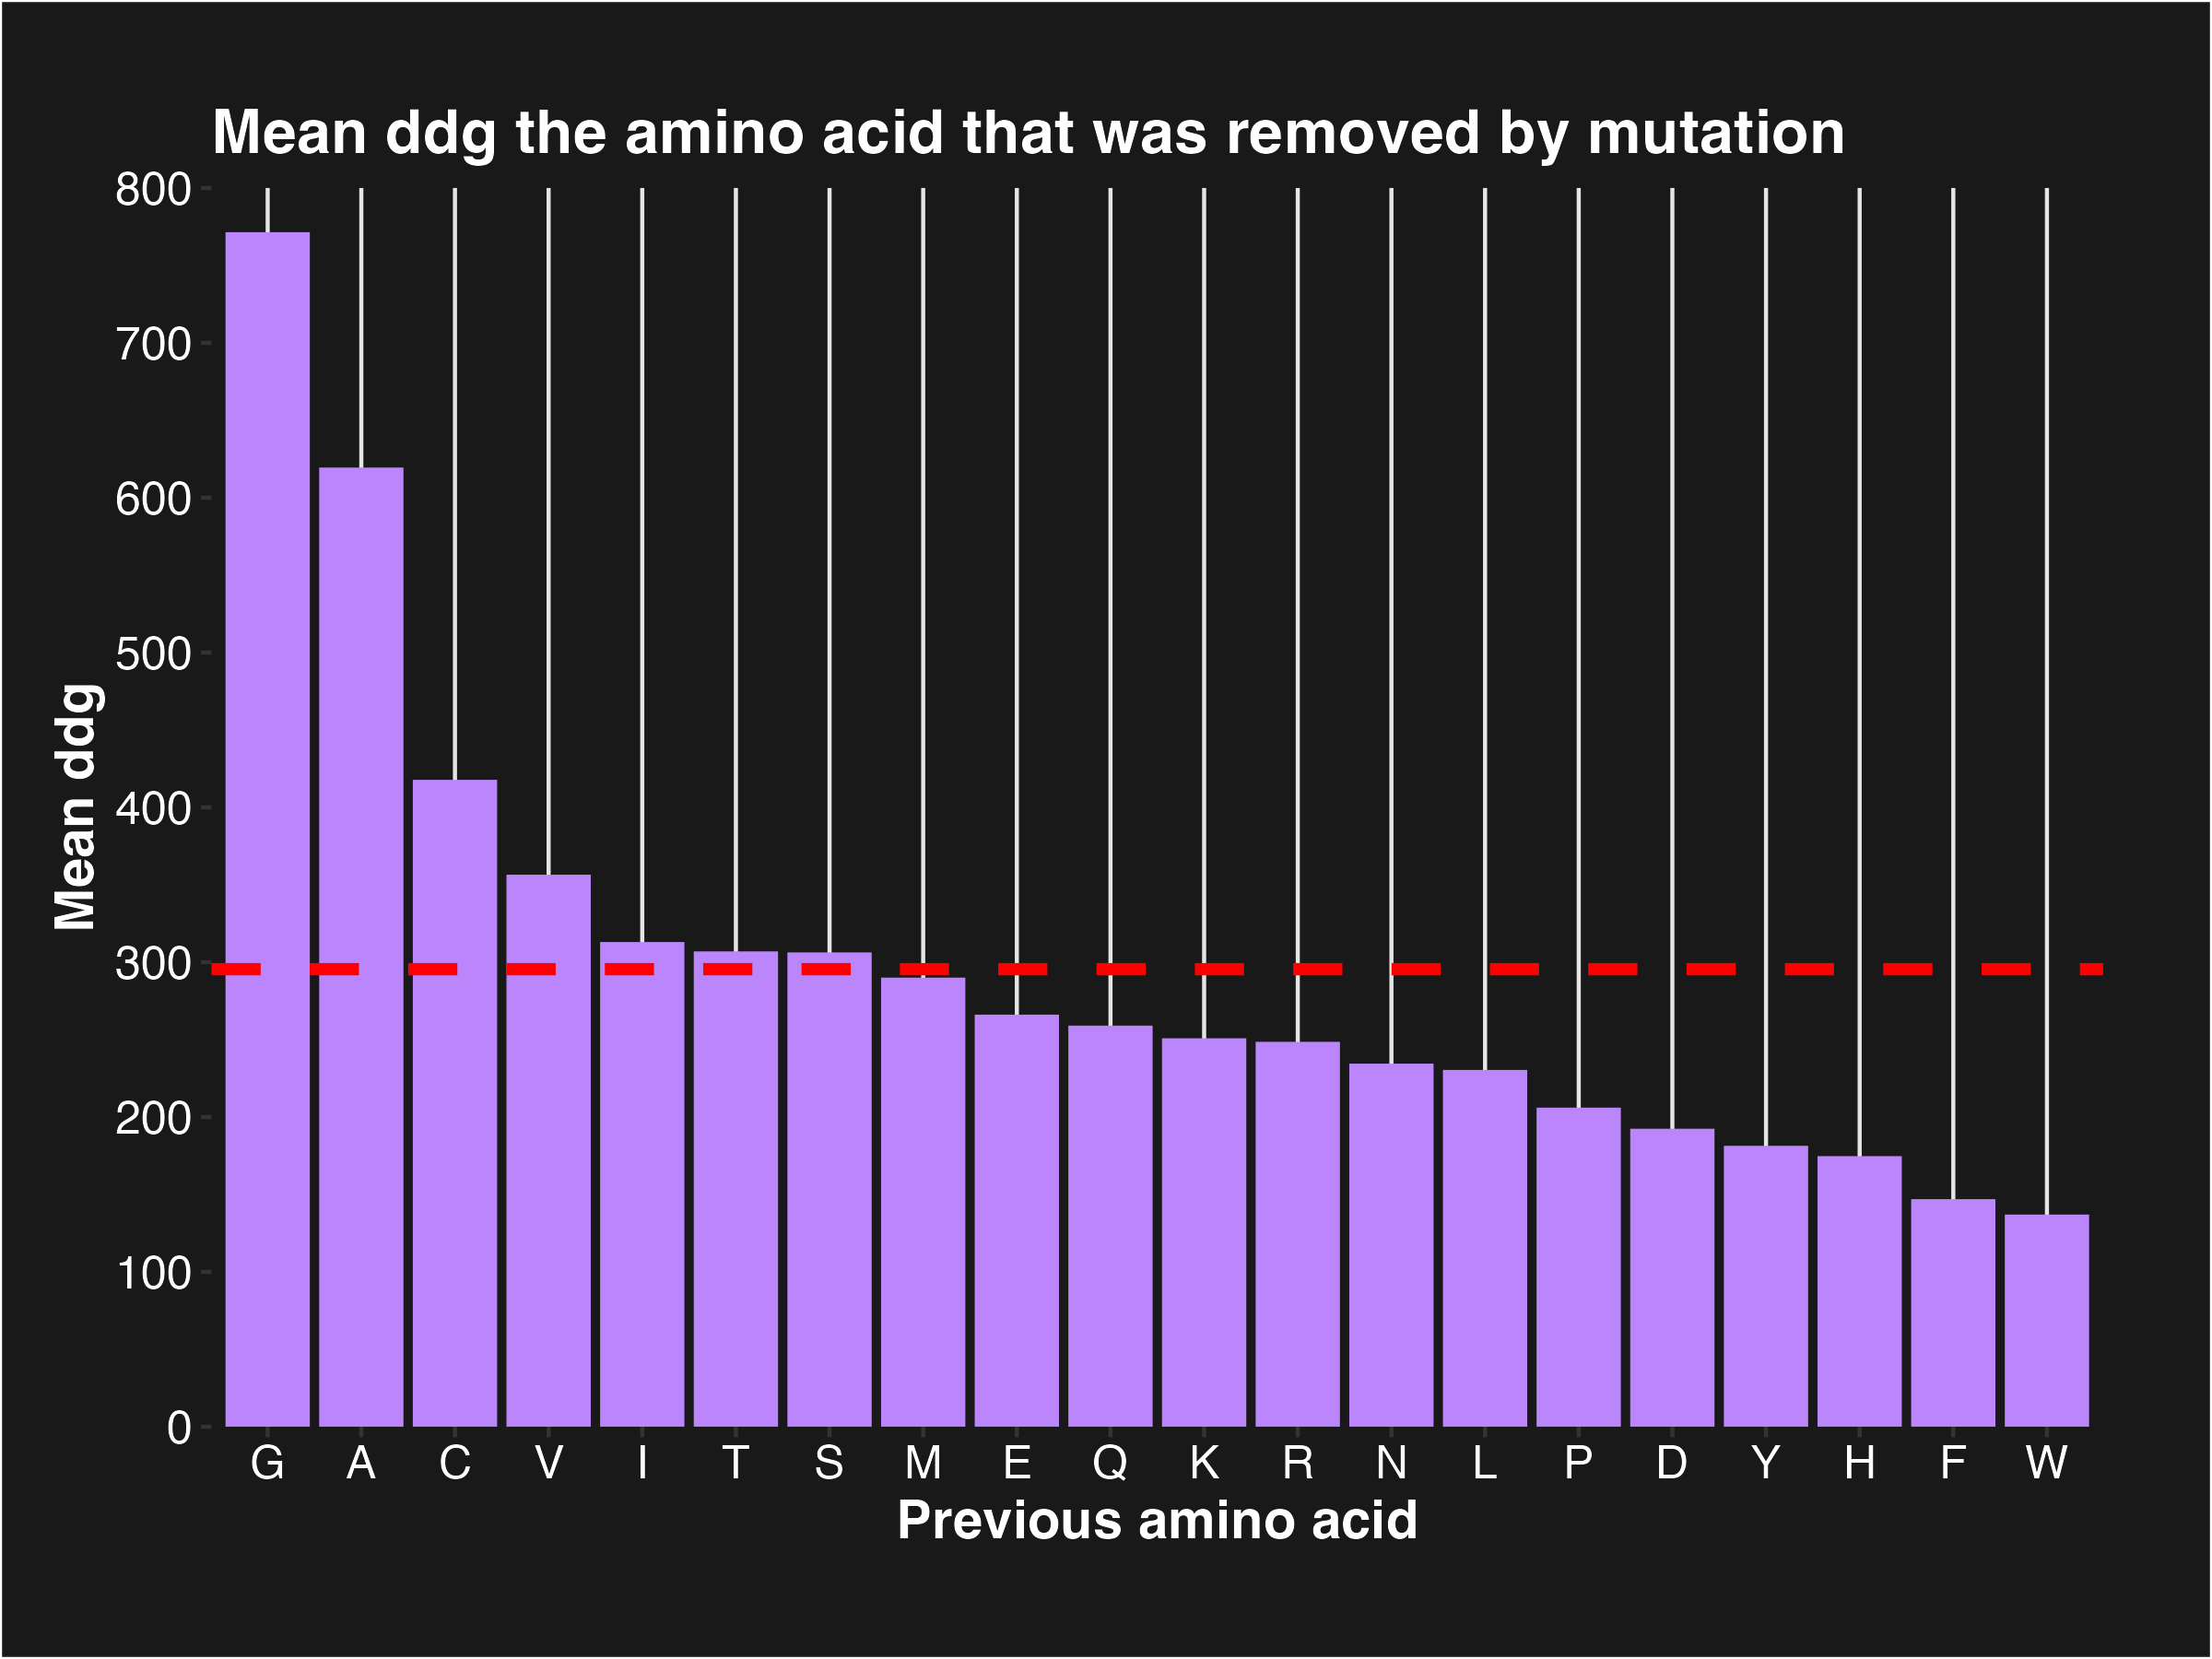 Mean ddg the amino acid that was removed by mutation
800
700
600
500
400
300
200
100
0
Mean ddg
G A C V I T S M E Q K R N L P D Y H F W
Previous amino acid